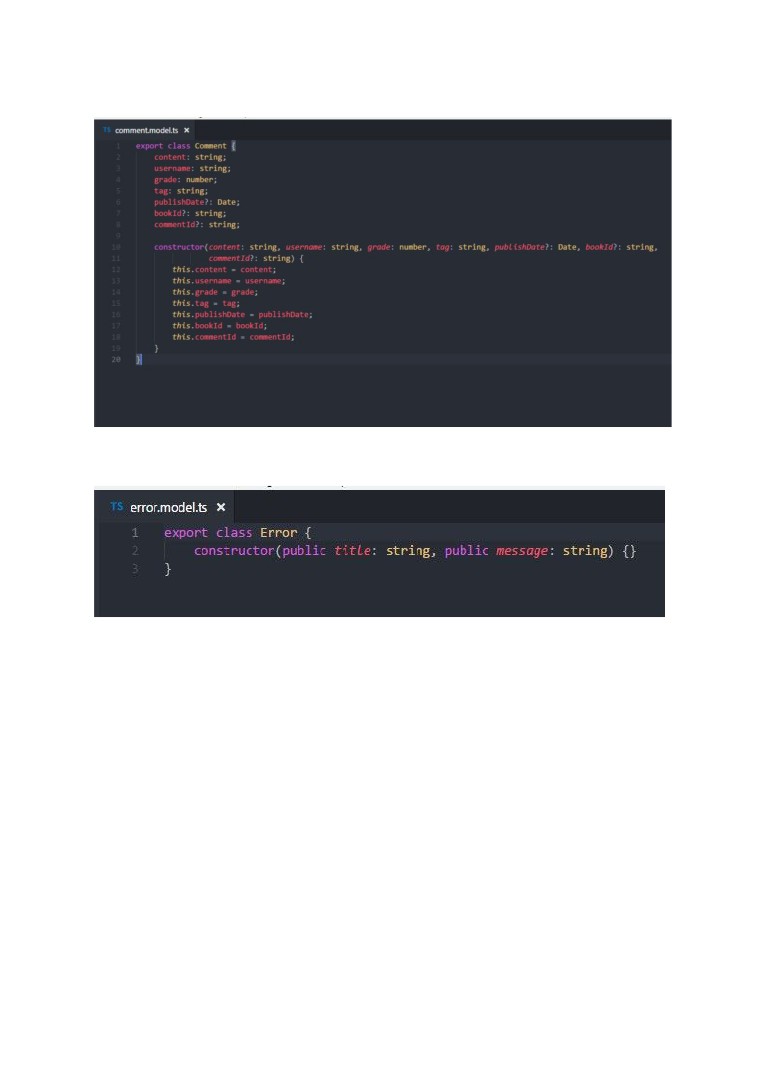 TS comment.model.ts ×
1 export class Comment {
2 content: string;
3 username: string;
4 grade: number;
5 tag: string;
6 publishDate?: Date;
7 bookId?: string;
8 commentId?: string;
9
10 constructor(content: string, username: string, grade: number, tag: string, publishDate?: Date, bookId?: string,
11 commentId?: string) {
12 this.content = content;
13 this.username = username;
14 this.grade = grade;
15 this.tag = tag;
16 this.publishDate = publishDate;
17 this.bookId = bookId;
18 this.commentId = commentId;
19 }
20 }
TS error.model.ts ×
1 export class Error {
2 constructor(public title: string, public message: string) {}
3 }